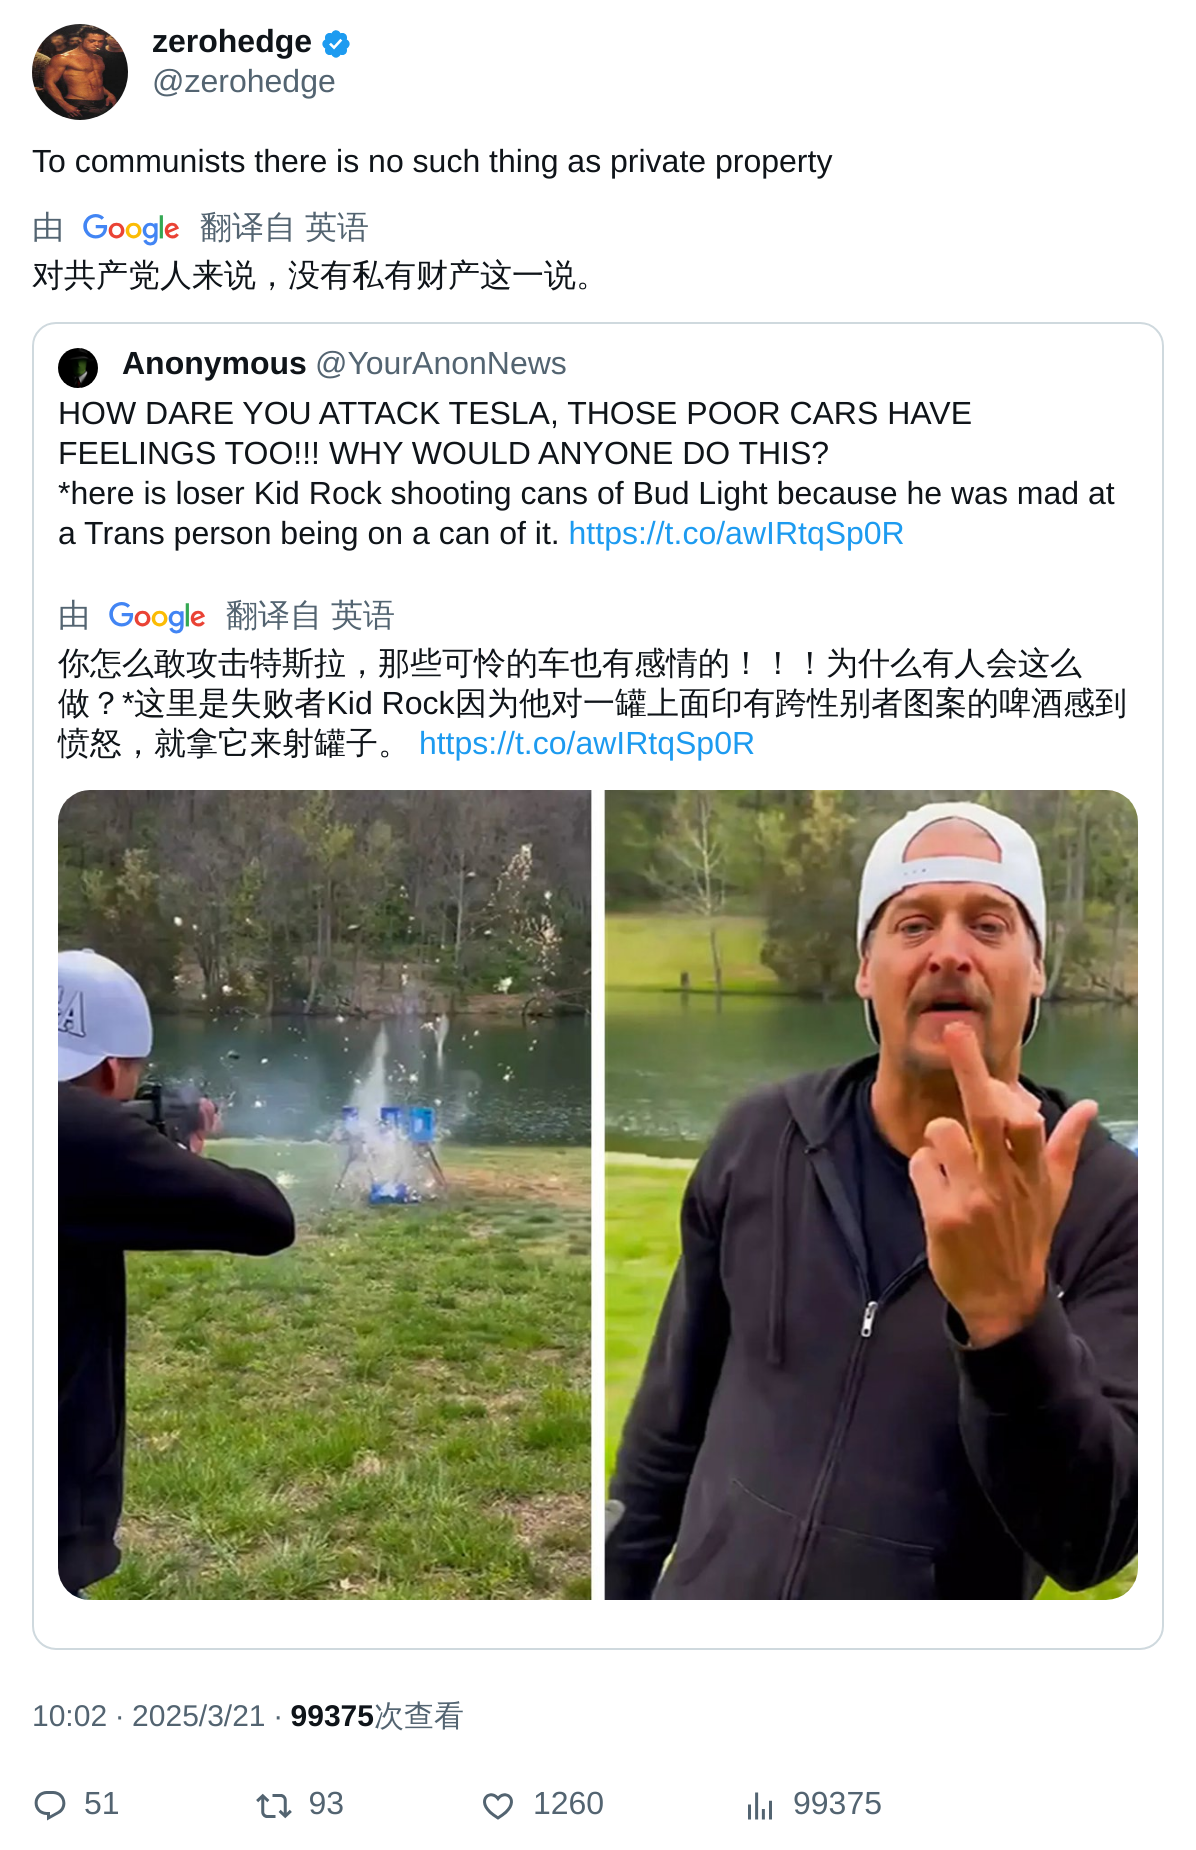 zerohedge
@zerohedge
To communists there is no such thing as private property
由 Google 翻译自 英语
对共产党人来说，没有私有财产这一说。
Anonymous @YourAnonNews
HOW DARE YOU ATTACK TESLA, THOSE POOR CARS HAVE
FEELINGS TOO!!! WHY WOULD ANYONE DO THIS?
*here is loser Kid Rock shooting cans of Bud Light because he was mad at
a Trans person being on a can of it. https://t.co/awIRtqSp0R
由 Google 翻译自 英语
你怎么敢攻击特斯拉，那些可怜的车也有感情的！！！为什么有人会这么
做？*这里是失败者Kid Rock因为他对一罐上面印有跨性别者图案的啤酒感到
愤怒，就拿它来射罐子。 https://t.co/awIRtqSp0R
10:02 · 2025/3/21 · 99375次查看
51 93 1260 99375